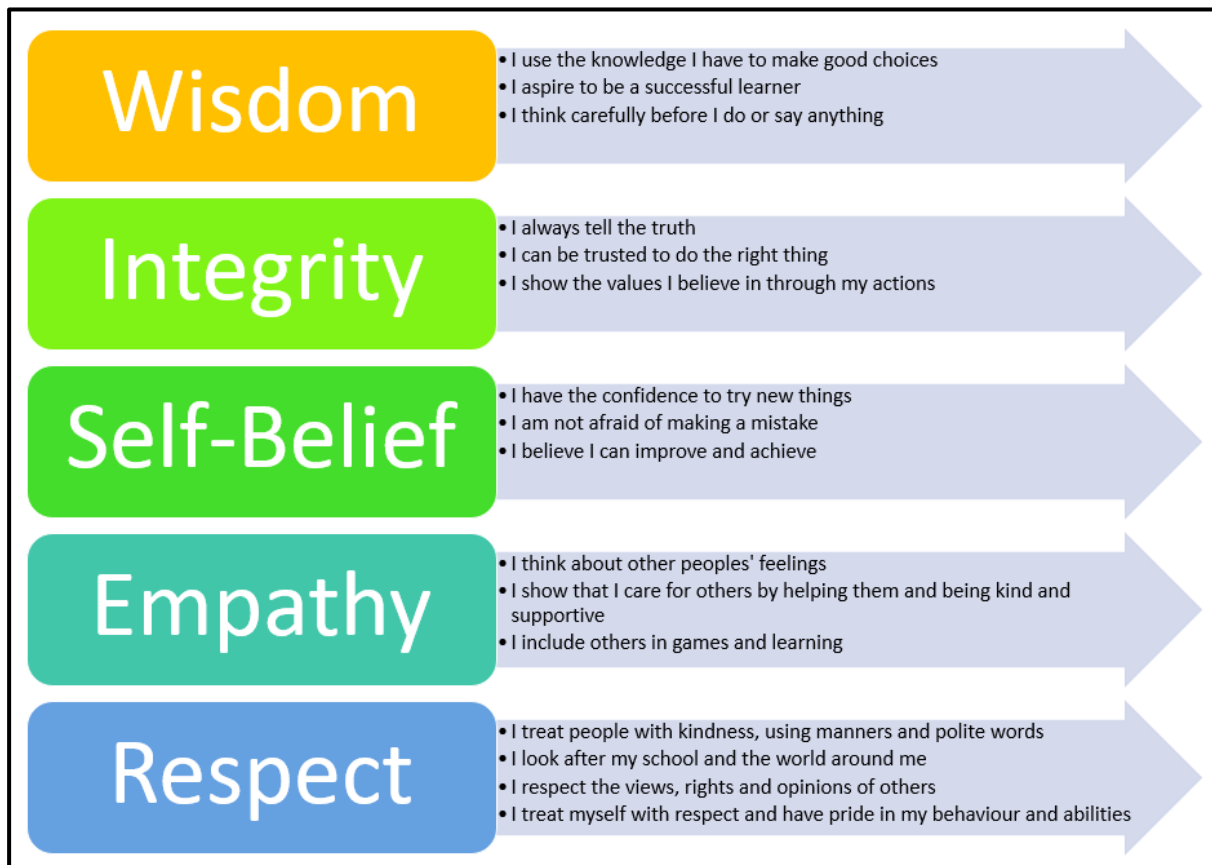 Wisdom
• I use the knowledge I have to make good choices
• I aspire to be a successful learner
• I think carefully before I do or say anything
Integrity
• I always tell the truth
• I can be trusted to do the right thing
• I show the values I believe in through my actions
Self-Belief
• I have the confidence to try new things
• I am not afraid of making a mistake
• I believe I can improve and achieve
Empathy
• I think about other peoples' feelings
• I show that I care for others by helping them and being kind and
supportive
• I include others in games and learning
Respect
• I treat people with kindness, using manners and polite words
• I look after my school and the world around me
• I respect the views, rights and opinions of others
• I treat myself with respect and have pride in my behaviour and abilities